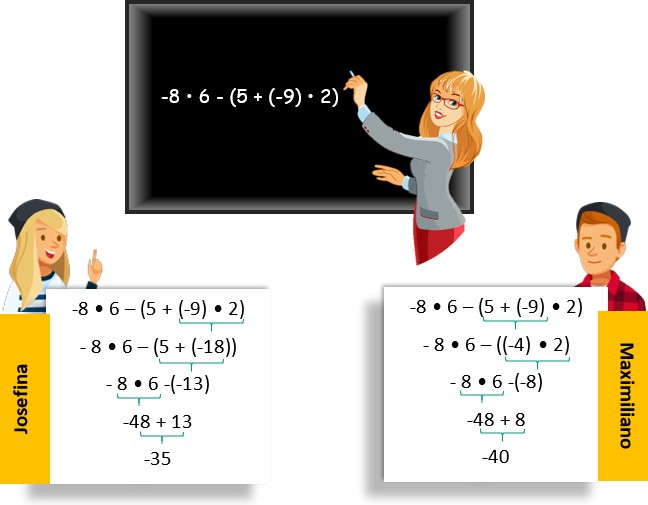 -8 · 6 - (5 + (-9) · 2)
Josefina
-8 • 6 – (5 + (-9) • 2)
- 8 • 6 – (5 + (-18))
- 8 • 6 -(-13)
-48 + 13
-35
-8 • 6 – (5 + (-9) • 2)
- 8 • 6 – ((-4) • 2)
- 8 • 6 -(-8)
-48 + 8
-40
Maximiliano